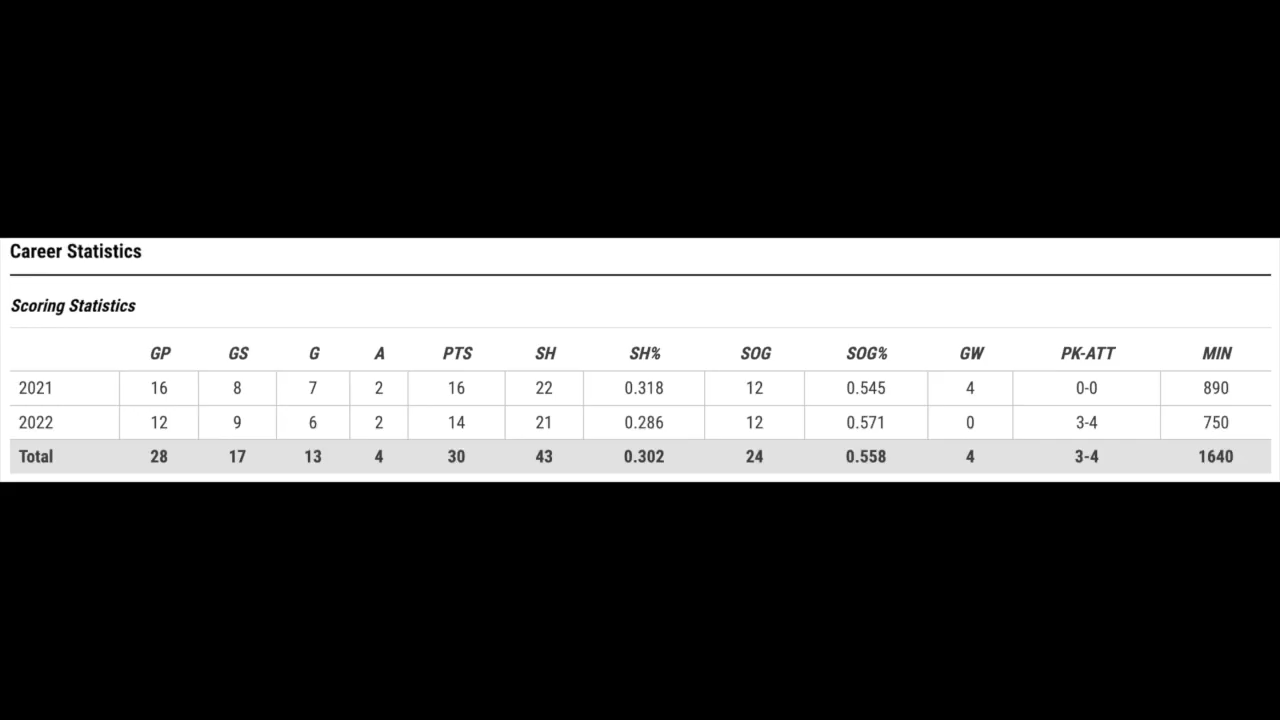 Career Statistics
Scoring Statistics
GP GS G A PTS SH SH% SOG SOG% GW PK-ATT MIN
2021 16 8 7 2 16 22 0.318 12 0.545 4 0-0 890
2022 12 9 6 2 14 21 0.286 12 0.571 0 3-4 750
Total 28 17 13 4 30 43 0.302 24 0.558 4 3-4 1640